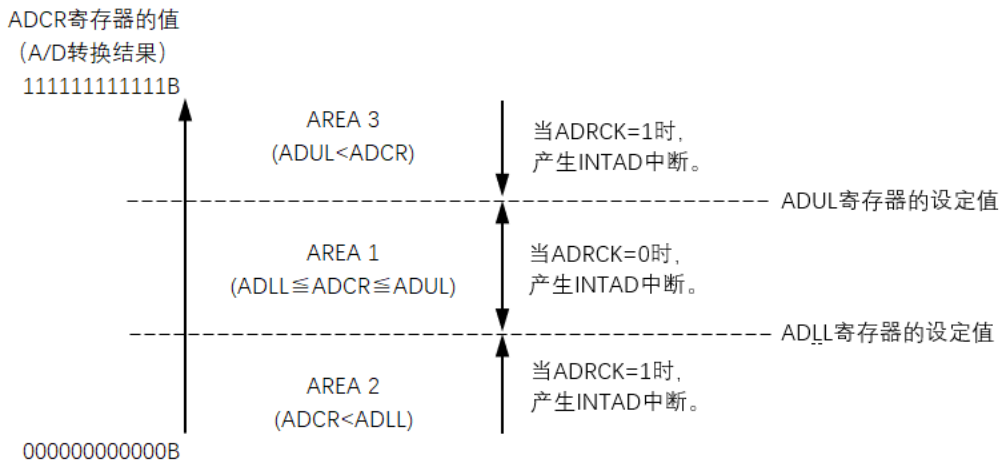 ADCR寄存器的值
（A/D转换结果）
111111111111B
AREA 3
(ADUL<ADCR)
当ADRCK=1时，
产生INTAD中断。
ADUL寄存器的设定值
AREA 1
(ADLL≦ADCR≦ADUL)
当ADRCK=0时，
产生INTAD中断。
ADLL寄存器的设定值
AREA 2
(ADCR<ADLL)
当ADRCK=1时，
产生INTAD中断。
000000000000B